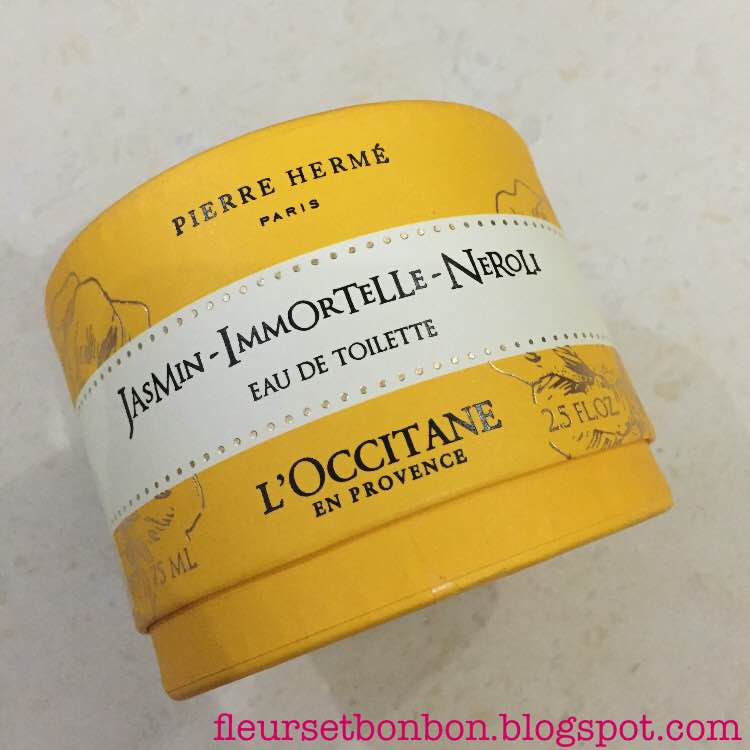 PIERRE HERMÉ
PARIS
JASMIN-IMMORTELLE-NEROLI
EAU DE TOILETTE
L'OCCITANE
EN PROVENCE
75 ML
2.5 FL.OZ
fleursetbonbon.blogspot.com